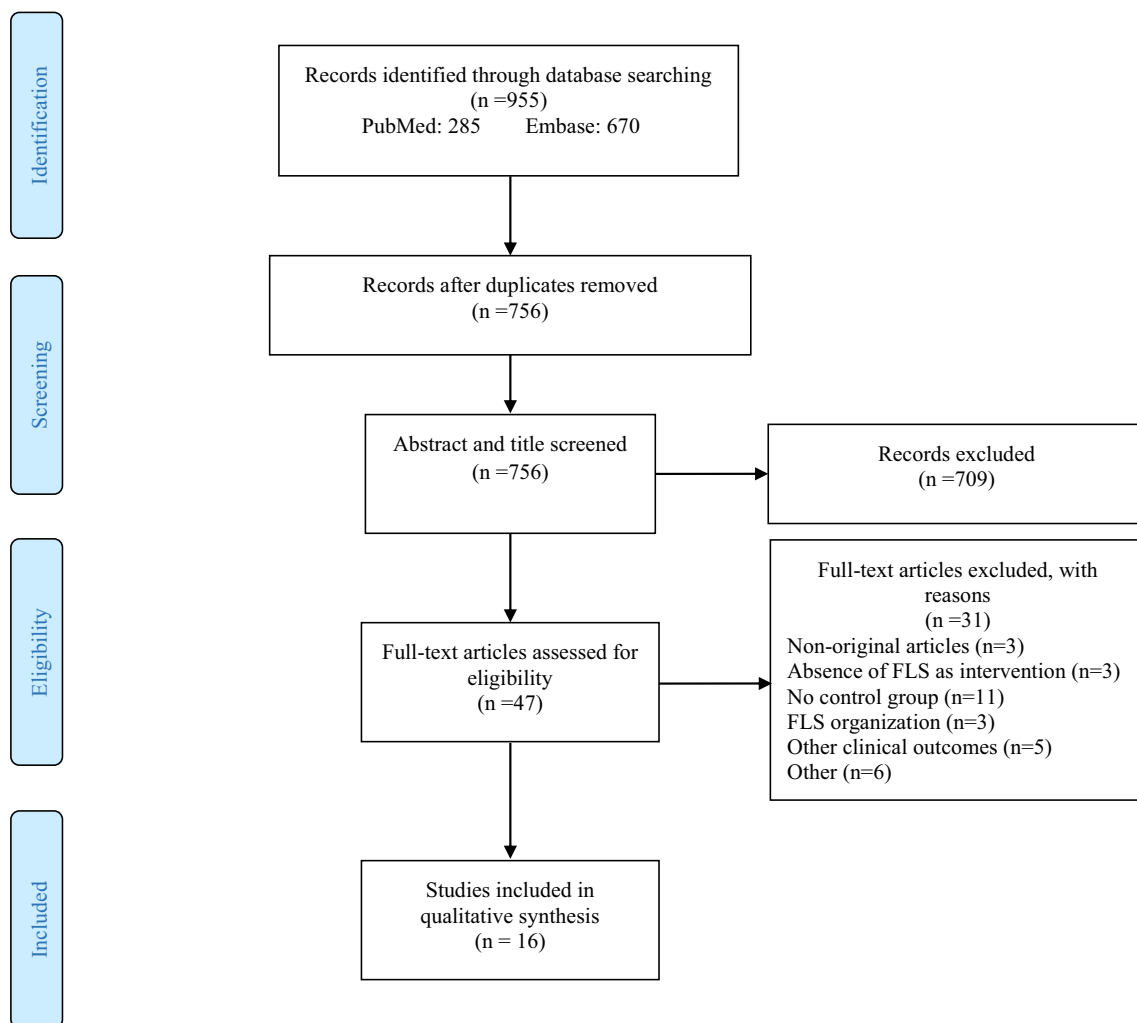 Identification
Records identified through database searching
(n =955)
PubMed: 285 Embase: 670
Screening
Records after duplicates removed
(n =756)
Abstract and title screened
(n =756)
Records excluded
(n =709)
Eligibility
Full-text articles assessed for
eligibility
(n =47)
Full-text articles excluded, with
reasons
(n =31)
Non-original articles (n=3)
Absence of FLS as intervention (n=3)
No control group (n=11)
FLS organization (n=3)
Other clinical outcomes (n=5)
Other (n=6)
Included
Studies included in
qualitative synthesis
(n = 16)